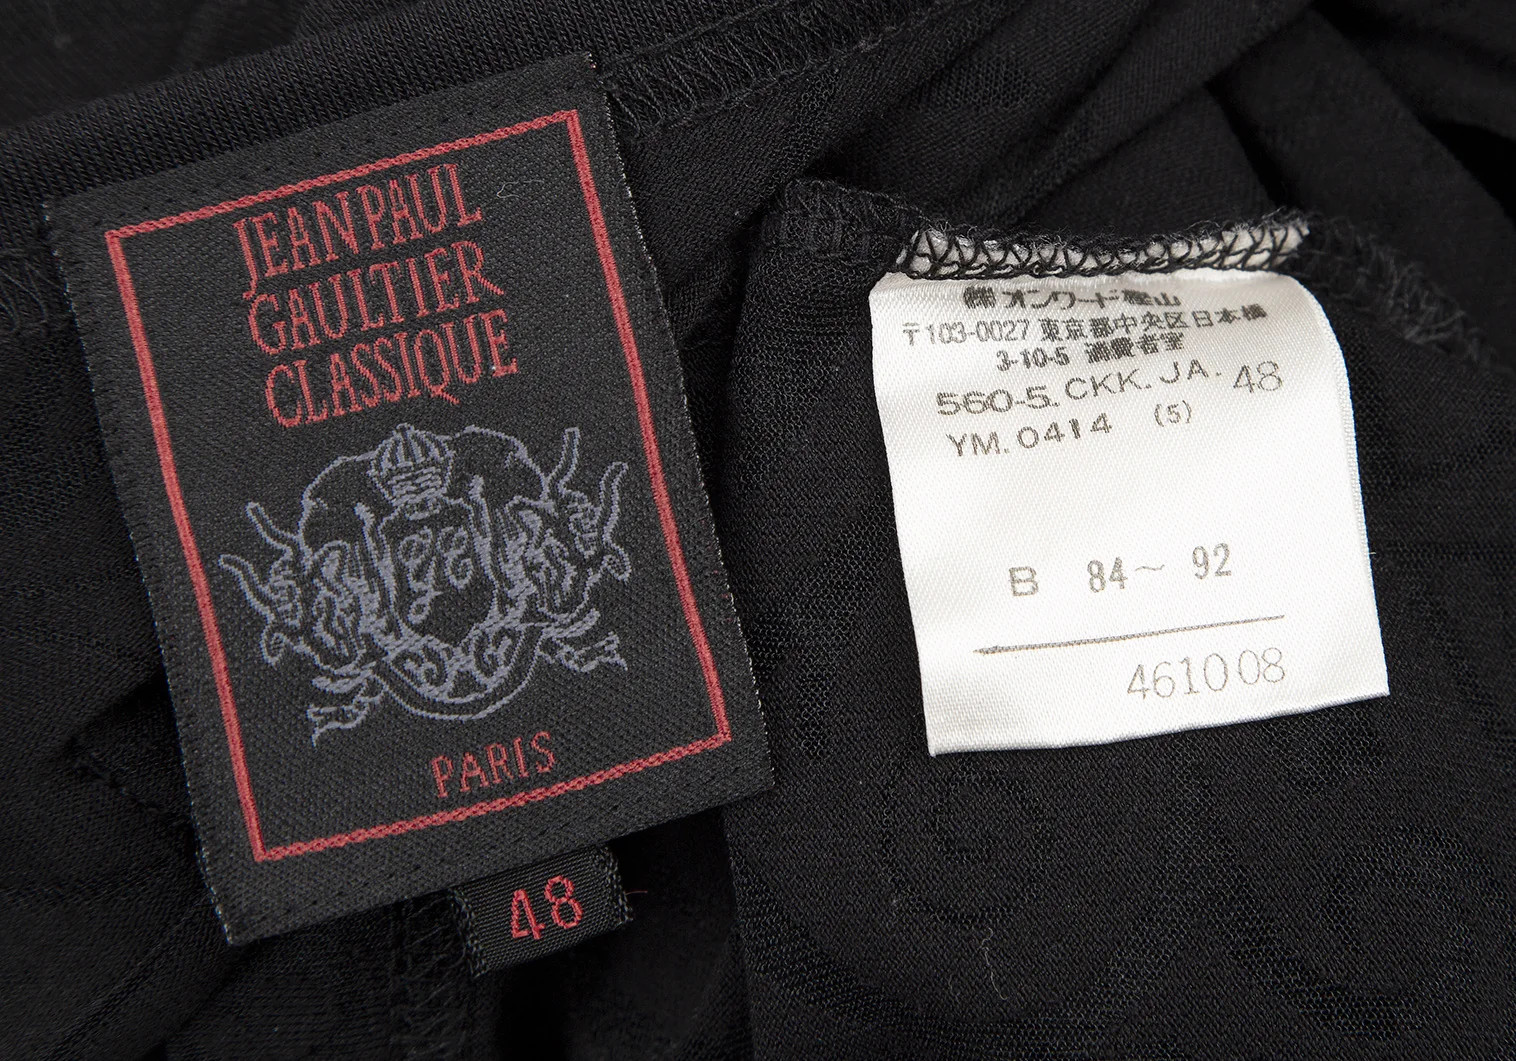 JEAN PAUL
GAULTIER
CLASSIQUE
PARIS
48
㈱オンワード樫山
〒103-0027 東京都中央区日本橋
3-10-5 消費者室
560-5.CKK.JA. 48
YM.0414 (5)
B 84～ 92
461008